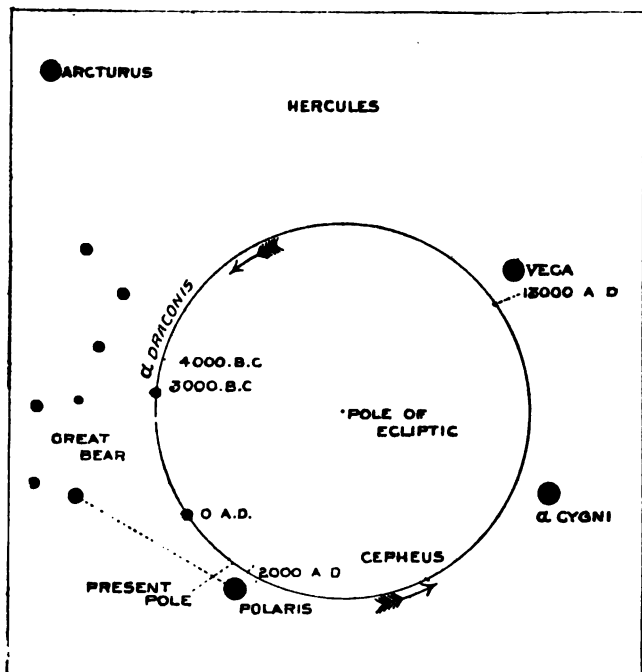 ARCTURUS
HERCULES
VEGA
13000 A D
α DRACONIS
4000.B.C
3000.B.C
POLE OF
ECLIPTIC
GREAT
BEAR
α CYGNI
0 A.D.
CEPHEUS
2000 A D
PRESENT
POLE
POLARIS